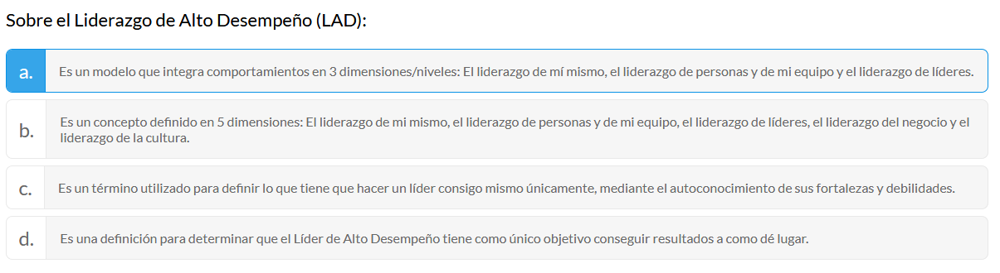 Sobre el Liderazgo de Alto Desempeño (LAD):
a. Es un modelo que integra comportamientos en 3 dimensiones/niveles: El liderazgo de mí mismo, el liderazgo de personas y de mi equipo y el liderazgo de líderes.
b. Es un concepto definido en 5 dimensiones: El liderazgo de mi mismo, el liderazgo de personas y de mi equipo, el liderazgo de líderes, el liderazgo del negocio y el
liderazgo de la cultura.
c. Es un término utilizado para definir lo que tiene que hacer un líder consigo mismo únicamente, mediante el autoconocimiento de sus fortalezas y debilidades.
d. Es una definición para determinar que el Líder de Alto Desempeño tiene como único objetivo conseguir resultados a como dé lugar.